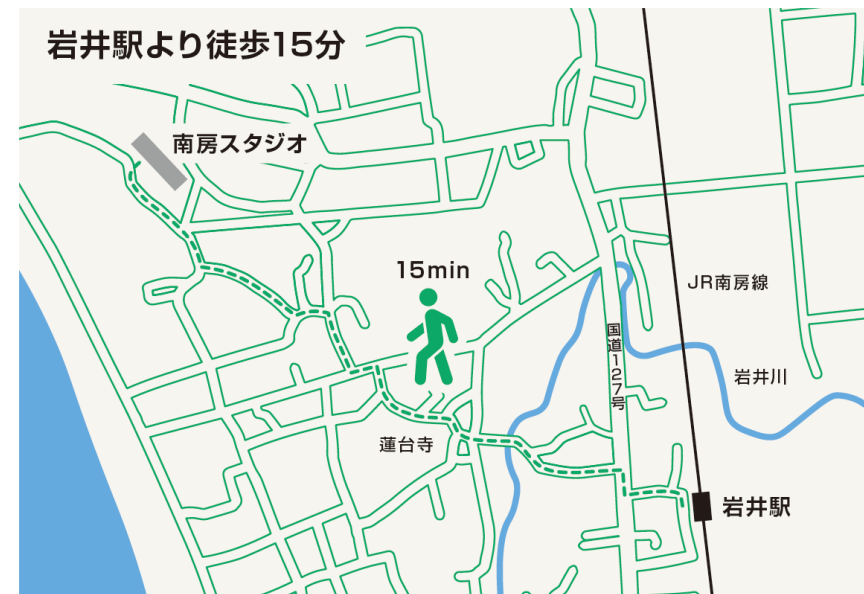 岩井駅より徒歩15分
南房スタジオ
15min
JR南房線
国道127号
岩井川
蓮台寺
岩井駅